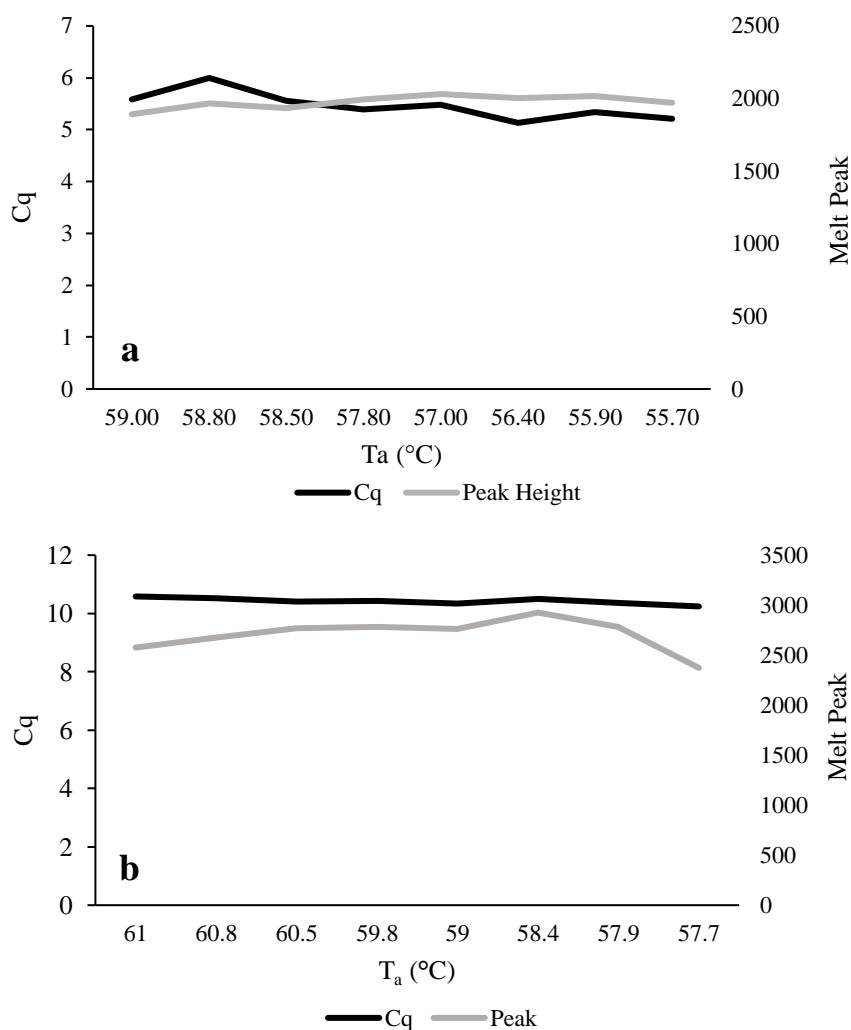 7 2500
6 2000
5
4 1500
3 1000
2
1 500
0 0
Cq
Melt Peak
a
59.00 58.80 58.50 57.80 57.00 56.40 55.90 55.70
Ta (°C)
Cq Peak Height
12 3500
10 3000
8 2500
6 2000
4 1500
2 1000
0 500
0
Cq
Melt Peak
b
61 60.8 60.5 59.8 59 58.4 57.9 57.7
Ta (°C)
Cq Peak